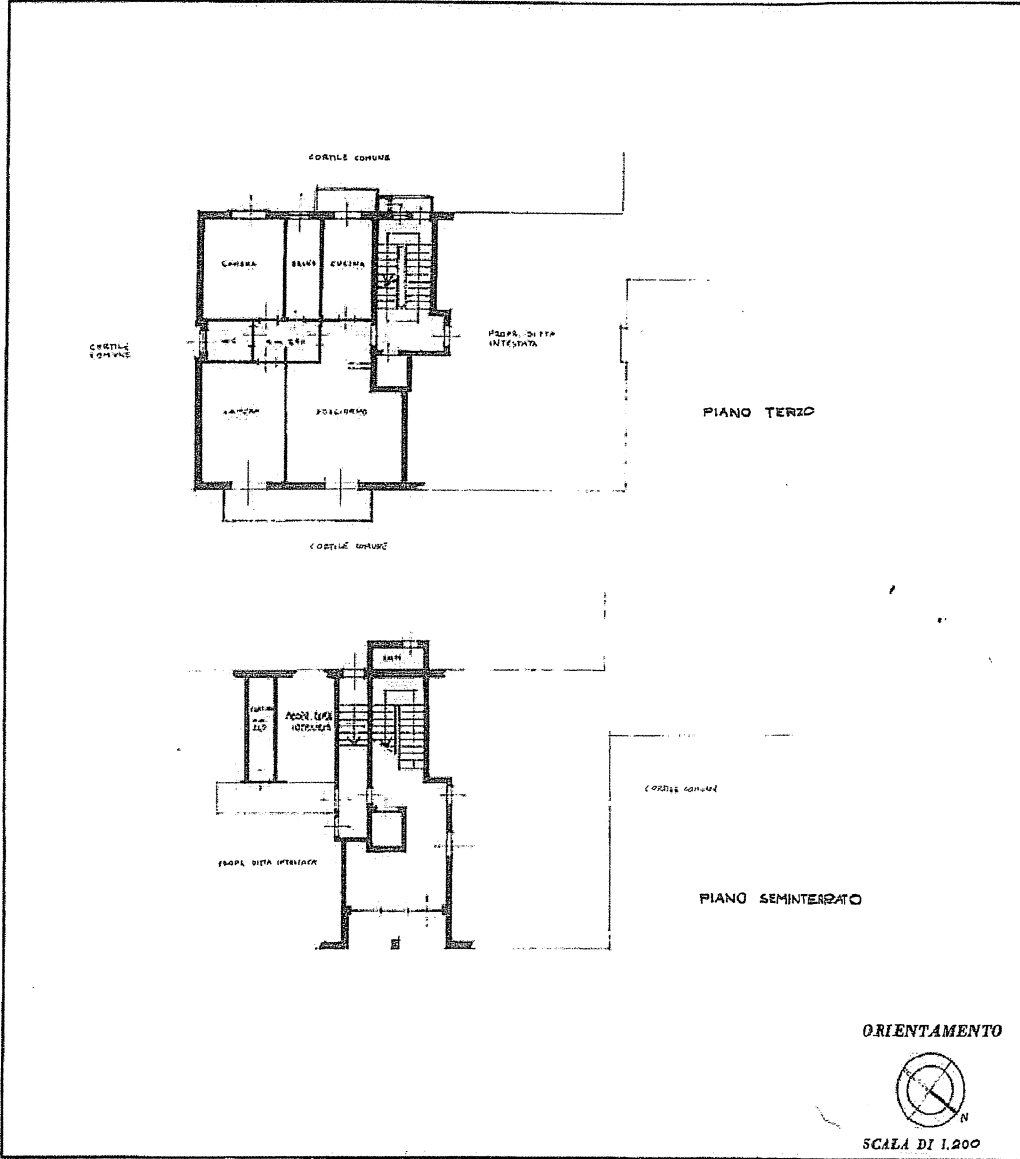 CORTILE COMUNE
CAMERA
BAGNO
CUCINA
CORTILE
COMUNE
PROPR. DITTA
INTESTATA
CAMERA
SOGGIORNO
PIANO TERZO
CORTILE COMUNE
PROPR. DITTA
INTESTATA
CORTILE COMUNE
PROPR. DITTA INTESTATA
PIANO SEMINTERRATO
ORIENTAMENTO
N
SCALA DI 1.200